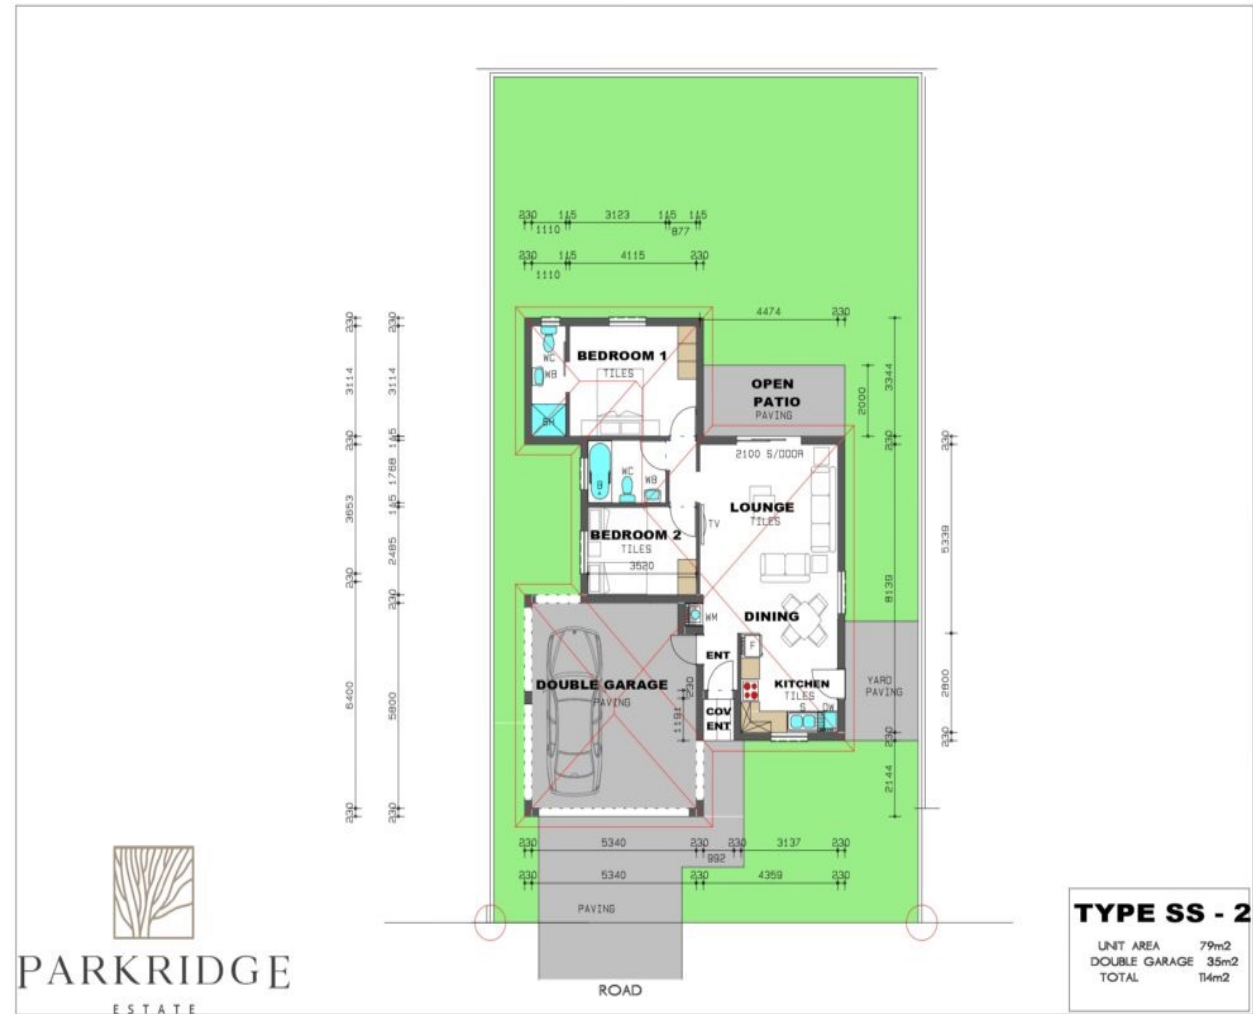 230 115 3123 115 115
1110 877
230 115 4115 230
1110
4474 230
230 3114 230 3653 230 6400 230
230 3114 115 1768 115 2485 230 5800 230
3344 230 8139 230 2144
2000
230 5339 2800 230
WC
WB
SH
BEDROOM 1
TILES
OPEN
PATIO
PAVING
2100 S/DOOR
WC
WB
B
LOUNGE
TILES
TV
BEDROOM 2
TILES
3520
WM
DINING
ENT
F
DOUBLE GARAGE
PAVING
230
1191
COV
ENT
KITCHEN
TILES
S DW
YARD
PAVING
230 5340 230 230 3137 230
992
230 5340 230 4359 230
PAVING
ROAD
PARKRIDGE
ESTATE
TYPE SS - 2
UNIT AREA 79m2
DOUBLE GARAGE 35m2
TOTAL 114m2